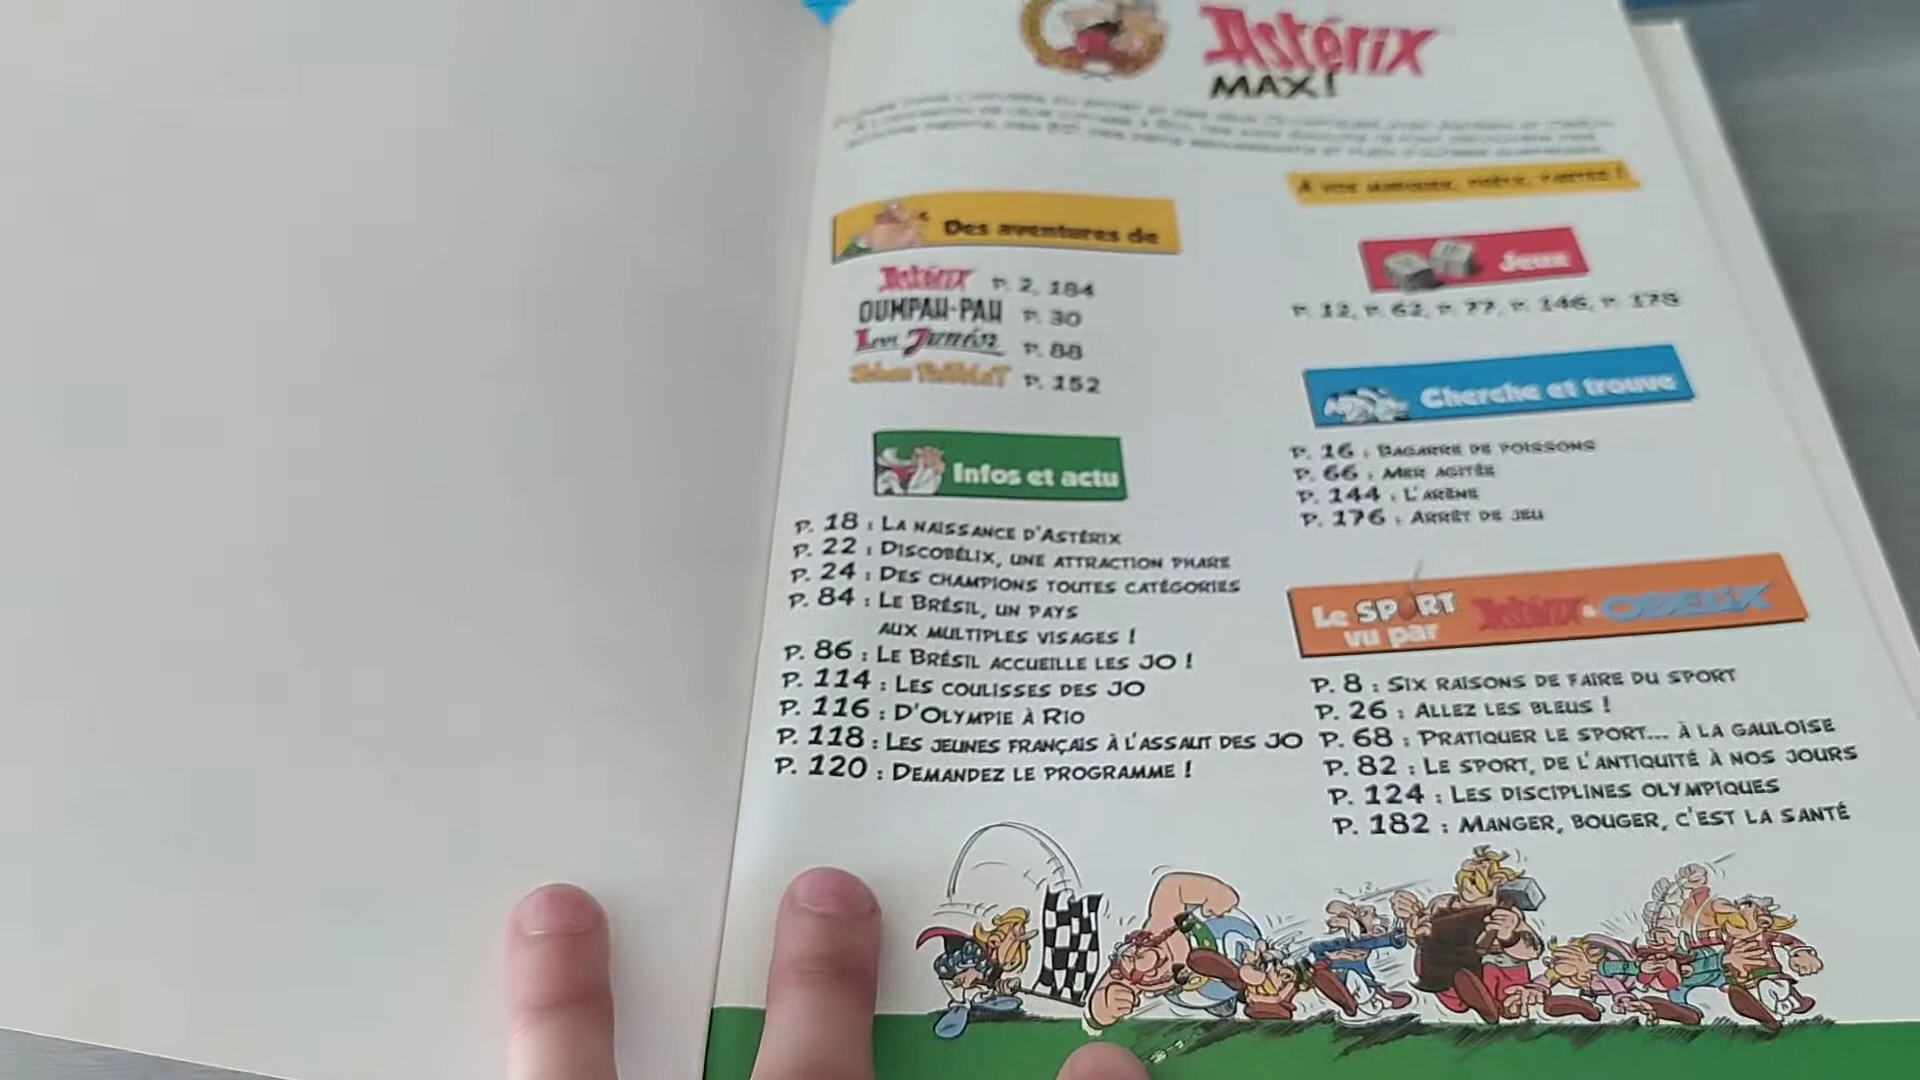 Astérix
MAX!
Des aventures de
Astérix P. 2, 184
OUMPAH-PAH P. 30
Luc Junior P. 88
P. 152
Infos et actu
P. 18 : La naissance d'Astérix
P. 22 : Discobélix, une attraction phare
P. 24 : Des champions toutes catégories
P. 84 : Le Brésil, un pays
aux multiples visages !
P. 86 : Le Brésil accueille les JO !
P. 114 : Les coulisses des JO
P. 116 : D'Olympie à Rio
P. 118 : Les jeunes français à l'assaut des JO
P. 120 : Demandez le programme !
À vos marques, prêts, partez !
Jeux
P. 12, P. 62, P. 77, P. 146, P. 178
Cherche et trouve
P. 16 : Bagarre de poissons
P. 66 : Mer agitée
P. 144 : L'arène
P. 176 : Arrêt de jeu
Le SPORT
vu par Astérix & OBELIX
P. 8 : Six raisons de faire du sport
P. 26 : Allez les bleus !
P. 68 : Pratiquer le sport... à la gauloise
P. 82 : Le sport, de l'antiquité à nos jours
P. 124 : Les disciplines olympiques
P. 182 : Manger, bouger, c'est la santé